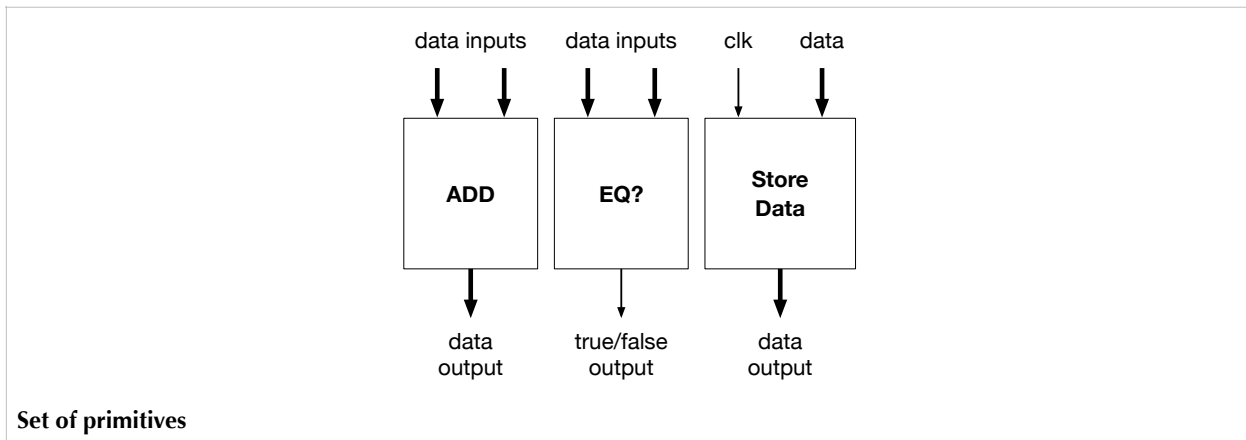 data inputs data inputs clk data
ADD EQ? Store
Data
data true/false data
output output output
Set of primitives